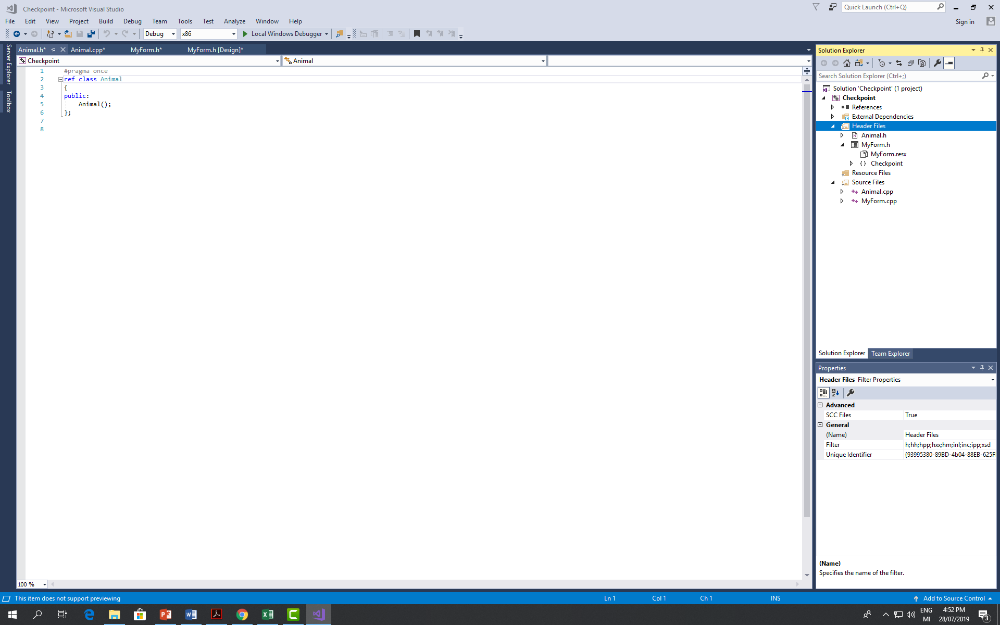 Checkpoint - Microsoft Visual Studio
Quick Launch (Ctrl+Q)
File Edit View Project Build Debug Team Tools Test Analyze Window Help
Sign in
Debug x86 Local Windows Debugger
Server Explorer
Toolbox
Animal.h* Animal.cpp* MyForm.h* MyForm.h [Design]*
Checkpoint Animal
1 #pragma once
2 ref class Animal
3 {
4 public:
5 Animal();
6 };
7
8
100 %
Solution Explorer
Search Solution Explorer (Ctrl+;)
Solution 'Checkpoint' (1 project)
Checkpoint
References
External Dependencies
Header Files
Animal.h
MyForm.h
MyForm.resx
Checkpoint
Resource Files
Source Files
Animal.cpp
MyForm.cpp
Solution Explorer Team Explorer
Properties
Header Files Filter Properties
Advanced
SCC Files True
General
(Name) Header Files
Filter h;hh;hpp;hxx;hm;inl;inc;ipp;xsd
Unique Identifier {93995380-89BD-4b04-88EB-625F
(Name)
Specifies the name of the filter.
This item does not support previewing Ln 1 Col 1 Ch 1 INS Add to Source Control
ENG
MI
4:52 PM
28/07/2019
3